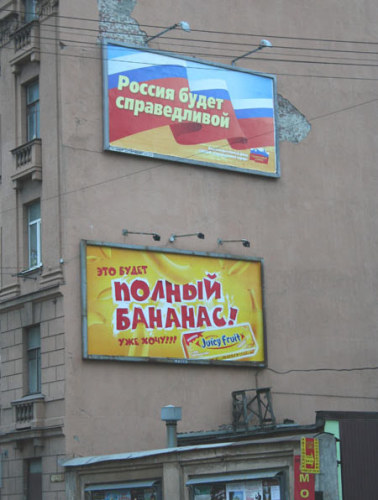 Россия будет
справедливой
это будет
полный
бананас!
уже хочу!!!
Juicy Fruit